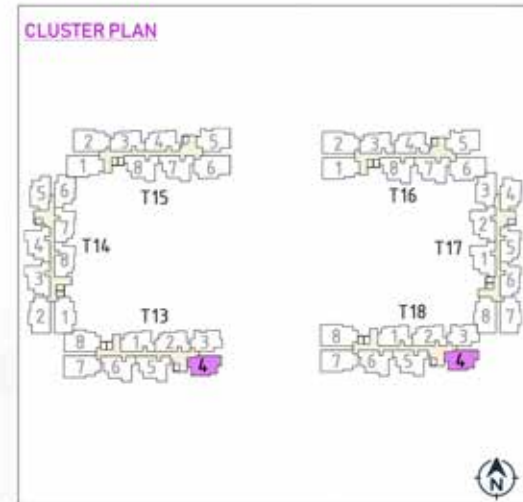 CLUSTER PLAN
2 3 4 5
1 8 7 6
T15
2 3 4 5
1 8 7 6
T16
5 6
4 7
3 8
2 1
T14
3 4
2 5
1 6
8 7
T17
T13
8 1 2 3
7 6 5 4
T18
8 1 2 3
7 6 5 4
N